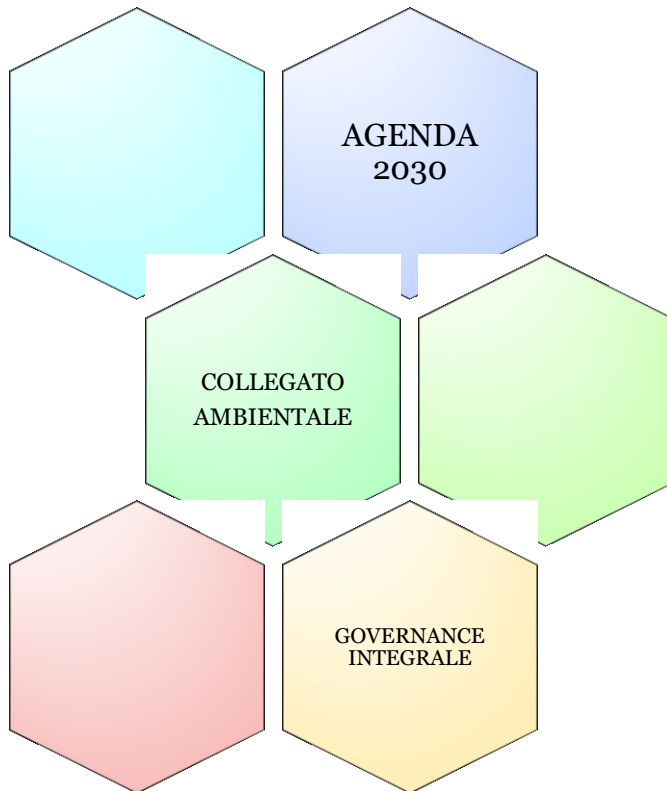 AGENDA
2030
COLLEGATO
AMBIENTALE
GOVERNANCE
INTEGRALE